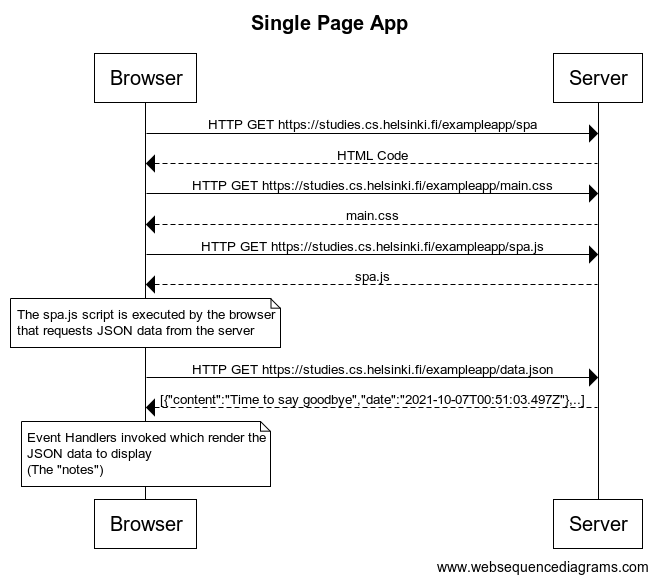 Single Page App
Browser
Server
HTTP GET https://studies.cs.helsinki.fi/exampleapp/spa
HTML Code
HTTP GET https://studies.cs.helsinki.fi/exampleapp/main.css
main.css
HTTP GET https://studies.cs.helsinki.fi/exampleapp/spa.js
spa.js
The spa.js script is executed by the browser
that requests JSON data from the server
HTTP GET https://studies.cs.helsinki.fi/exampleapp/data.json
[{"content":"Time to say goodbye","date":"2021-10-07T00:51:03.497Z"},..]
Event Handlers invoked which render the
JSON data to display
(The "notes")
Browser
Server
www.websequencediagrams.com